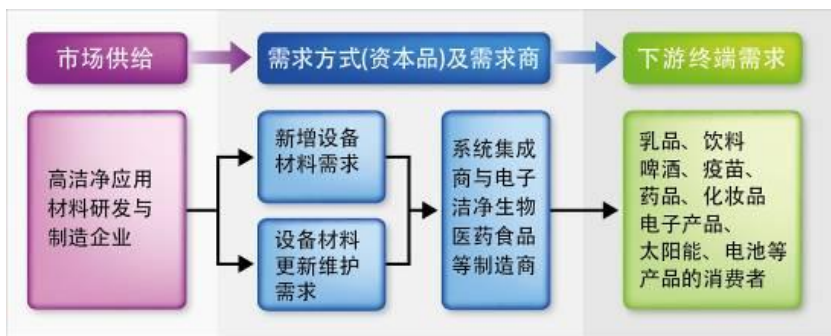 市场供给
需求方式(资本品)及需求商
下游终端需求
高洁净应用
材料研发与
制造企业
新增设备
材料需求
设备材料
更新维护
需求
系统集成
商与电子
洁净生物
医药食品
等制造商
乳品、饮料
啤酒、疫苗、
药品、化妆品
电子产品、
太阳能、电池等
产品的消费者